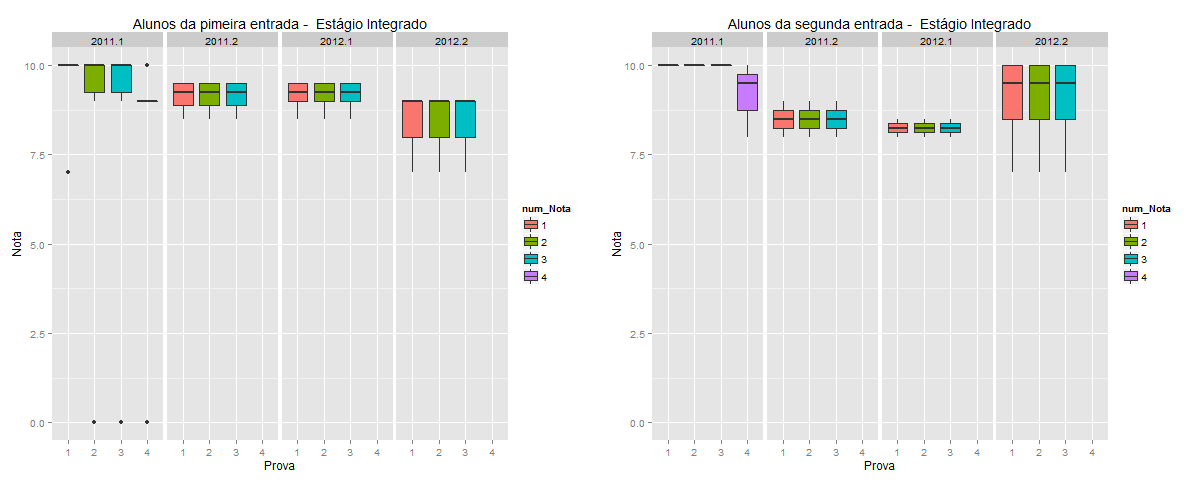 Alunos da pimeira entrada - Estágio Integrado
2011.1 2011.2 2012.1 2012.2
10.0
7.5
5.0
2.5
0.0
Nota
1 2 3 4 1 2 3 4 1 2 3 4 1 2 3 4
Prova
num_Nota
1
2
3
4
Alunos da segunda entrada - Estágio Integrado
2011.1 2011.2 2012.1 2012.2
10.0
7.5
5.0
2.5
0.0
Nota
1 2 3 4 1 2 3 4 1 2 3 4 1 2 3 4
Prova
num_Nota
1
2
3
4